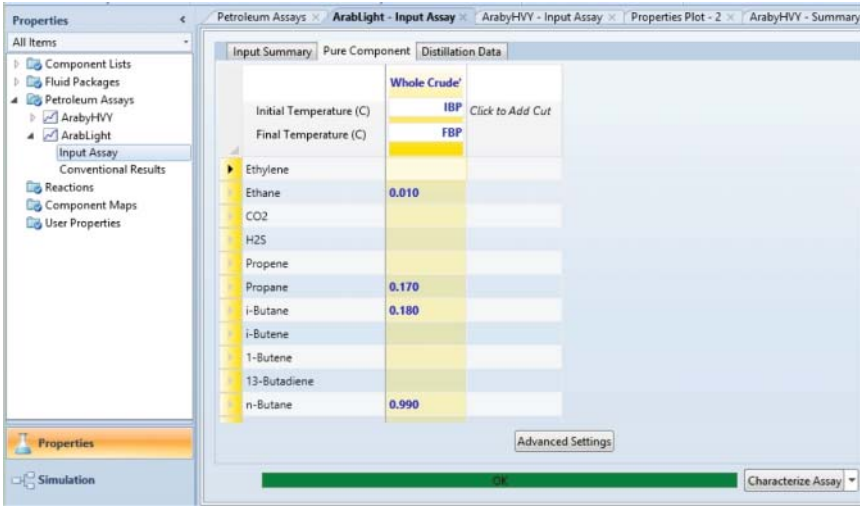 Properties <
All Items
Component Lists
Fluid Packages
Petroleum Assays
ArabyHVY
ArabLight
Input Assay
Conventional Results
Reactions
Component Maps
User Properties
Properties
Simulation
Petroleum Assays × ArabLight - Input Assay × ArabyHVY - Input Assay × Properties Plot - 2 × ArabyHVY - Summary
Input Summary Pure Component Distillation Data
Whole Crude'
Initial Temperature (C) IBP Click to Add Cut
Final Temperature (C) FBP
Ethylene
Ethane 0.010
CO2
H2S
Propene
Propane 0.170
i-Butane 0.180
i-Butene
1-Butene
13-Butadiene
n-Butane 0.990
Advanced Settings
OK
Characterize Assay